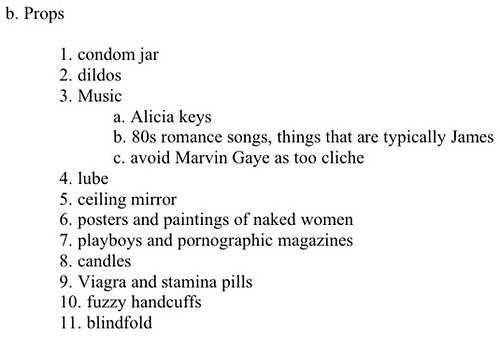 b. Props
1. condom jar
2. dildos
3. Music
a. Alicia keys
b. 80s romance songs, things that are typically James
c. avoid Marvin Gaye as too cliche
4. lube
5. ceiling mirror
6. posters and paintings of naked women
7. playboys and pornographic magazines
8. candles
9. Viagra and stamina pills
10. fuzzy handcuffs
11. blindfold